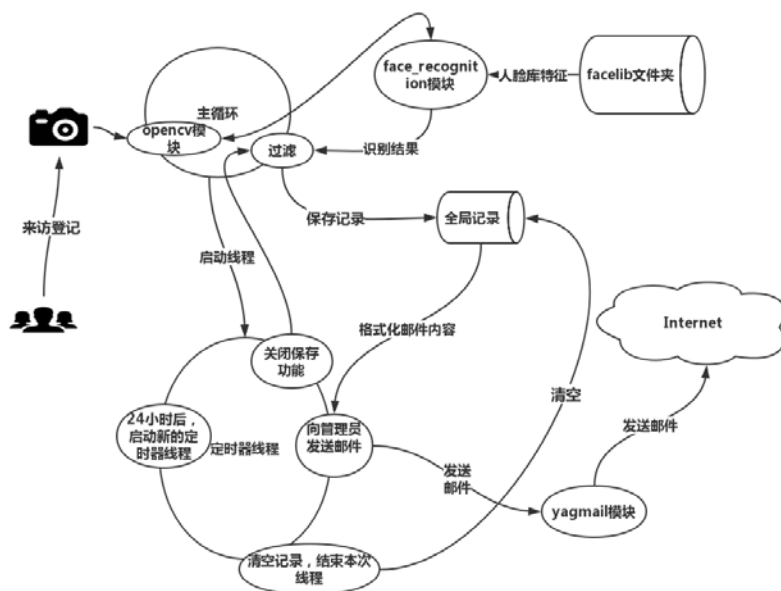 face_recognit
ion模块
人脸库特征
facelib文件夹
主循环
opencv模
块
过滤
识别结果
来访登记
保存记录
全局记录
启动线程
格式化邮件内容
Internet
关闭保存
功能
清空
24小时后，
启动新的定
时器线程
定时器线程
向管理员
发送邮件
发送邮件
发送
邮件
yagmail模块
清空记录，结束本次
线程